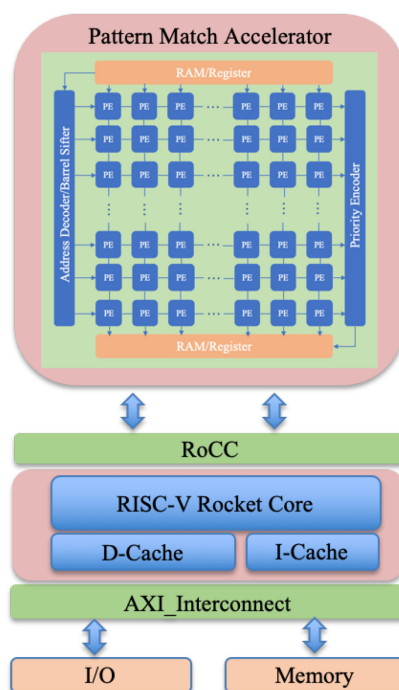 Pattern Match Accelerator
RAM/Register
Address Decoder/Barrel Sifter
PE PE PE ··· PE PE PE
PE PE PE ··· PE PE PE
PE PE PE ··· PE PE PE
PE PE PE ··· PE PE PE
PE PE PE ··· PE PE PE
PE PE PE ··· PE PE PE
Priority Encoder
RAM/Register
RoCC
RISC-V Rocket Core
D-Cache
I-Cache
AXI_Interconnect
I/O
Memory